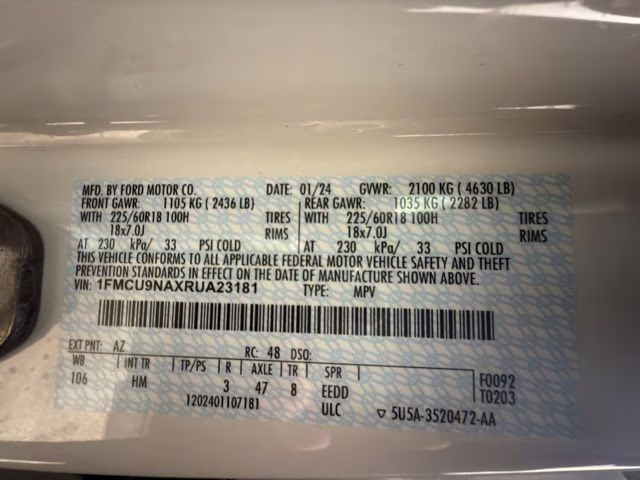 MFD. BY FORD MOTOR CO. DATE: 01/24 GVWR: 2100 KG ( 4630 LB)
FRONT GAWR: 1105 KG ( 2436 LB) REAR GAWR: 1035 KG ( 2282 LB)
WITH 225/60R18 100H TIRES WITH 225/60R18 100H TIRES
18x7.0J RIMS 18x7.0J RIMS
AT 230 kPa/ 33 PSI COLD AT 230 kPa/ 33 PSI COLD
THIS VEHICLE CONFORMS TO ALL APPLICABLE FEDERAL MOTOR VEHICLE SAFETY AND THEFT
PREVENTION STANDARDS IN EFFECT ON THE DATE OF MANUFACTURE SHOWN ABOVE.
VIN: 1FMCU9NAXRUA23181 TYPE: MPV
EXT PNT: AZ RC: 48 DSO:
WB INT TR TP/PS R AXLE TR SPR
106 HM 3 47 8 EEDD
F0092
T0203
1202401107181 ULC ▽ 5U5A-3520472-AA